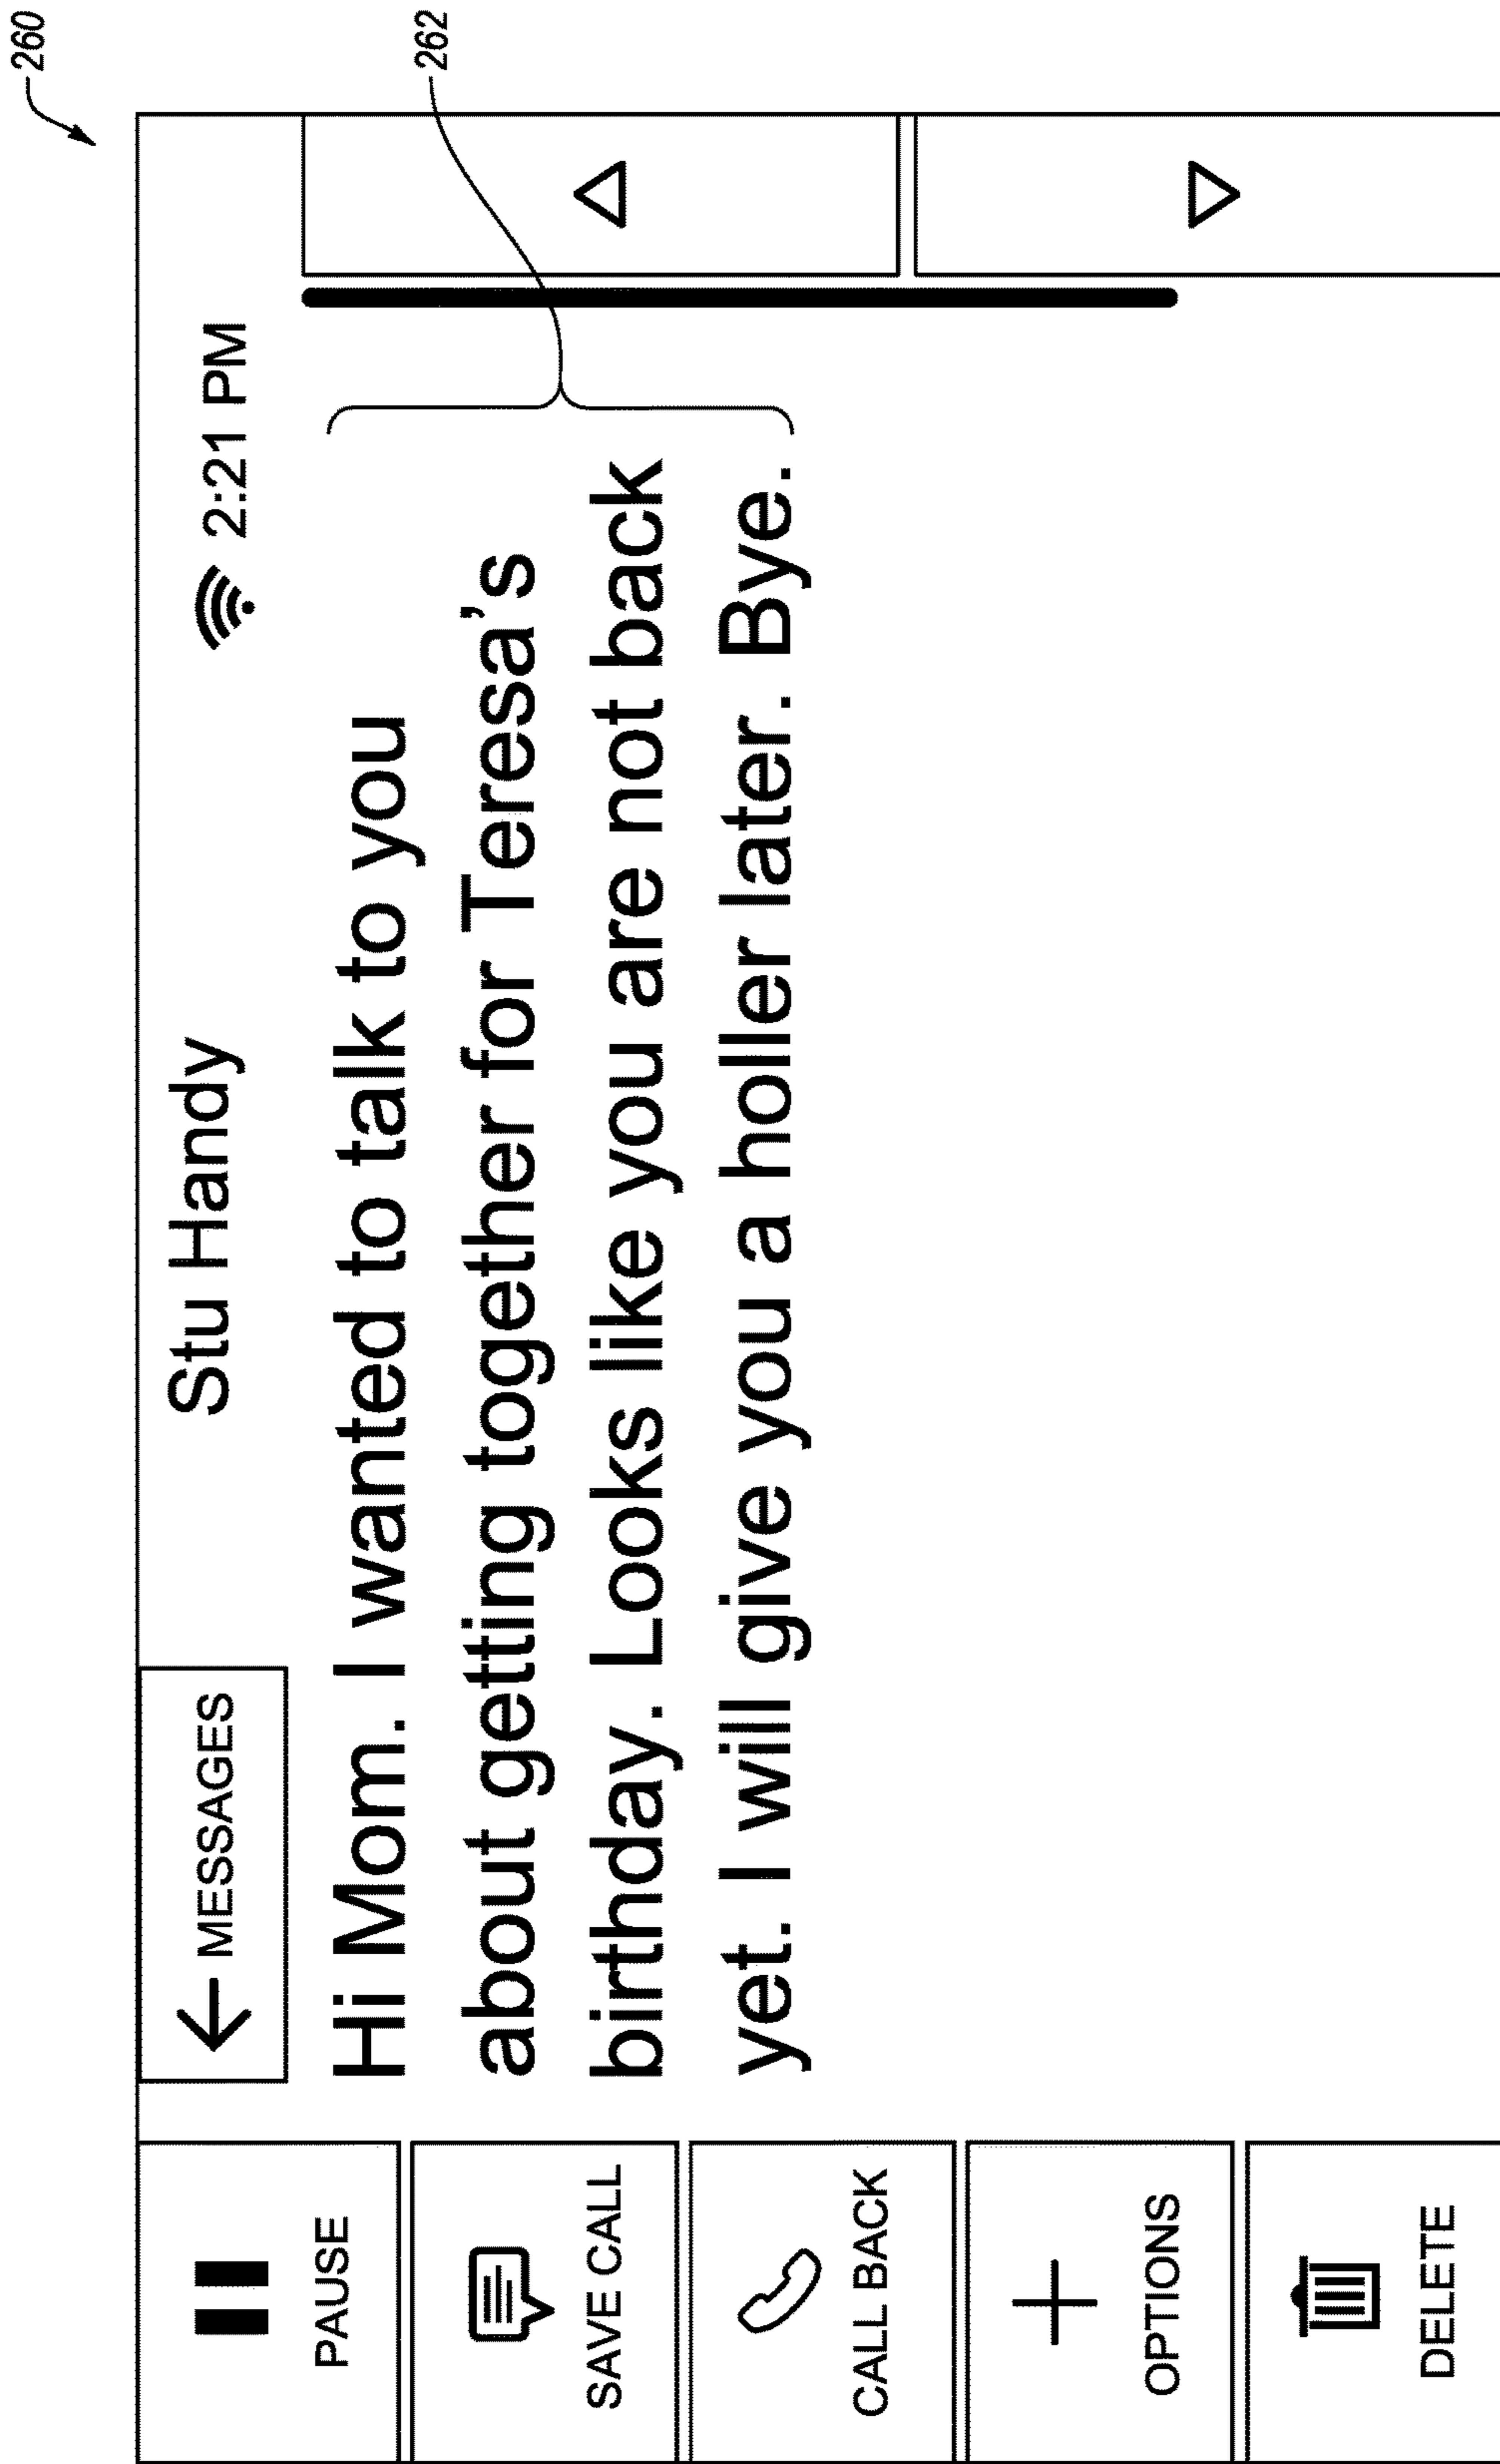 260
← MESSAGES
Stu Handy
2:21 PM
262
Hi Mom. I wanted to talk to you
about getting together for Teresa's
birthday. Looks like you are not back
yet. I will give you a holler later. Bye.
PAUSE
SAVE CALL
CALL BACK
OPTIONS
DELETE